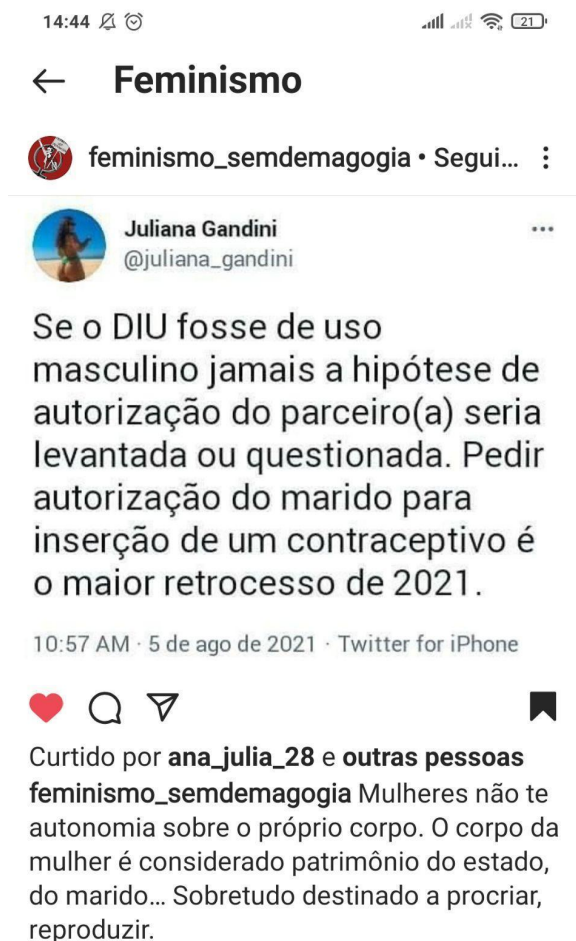 14:44
21
Feminismo
feminismo_semdemagogia • Segui...
Juliana Gandini
@juliana_gandini
Se o DIU fosse de uso
masculino jamais a hipótese de
autorização do parceiro(a) seria
levantada ou questionada. Pedir
autorização do marido para
inserção de um contraceptivo é
o maior retrocesso de 2021.
10:57 AM · 5 de ago de 2021 · Twitter for iPhone
Curtido por ana_julia_28 e outras pessoas
feminismo_semdemagogia Mulheres não te
autonomia sobre o próprio corpo. O corpo da
mulher é considerado patrimônio do estado,
do marido... Sobretudo destinado a procriar,
reproduzir.